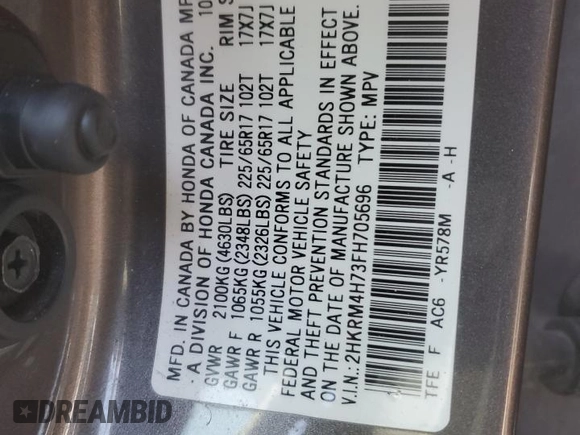 MFD. IN CANADA BY HONDA OF CANADA MF
- A DIVISION OF HONDA CANADA INC. 10
GVWR 2100KG(4630LBS) TIRE SIZE RIM S
GAWR F 1065KG(2348LBS) 225/65R17 102T 17X7J
GAWR R 1055KG(2326LBS) 225/65R17 102T 17X7J
THIS VEHICLE CONFORMS TO ALL APPLICABLE
FEDERAL MOTOR VEHICLE SAFETY
AND THEFT PREVENTION STANDARDS IN EFFECT
ON THE DATE OF MANUFACTURE SHOWN ABOVE.
V.I.N.: 2HKRM4H73FH705696 TYPE: MPV
TFE F AC6 -YR578M -A -H
DREAMBID